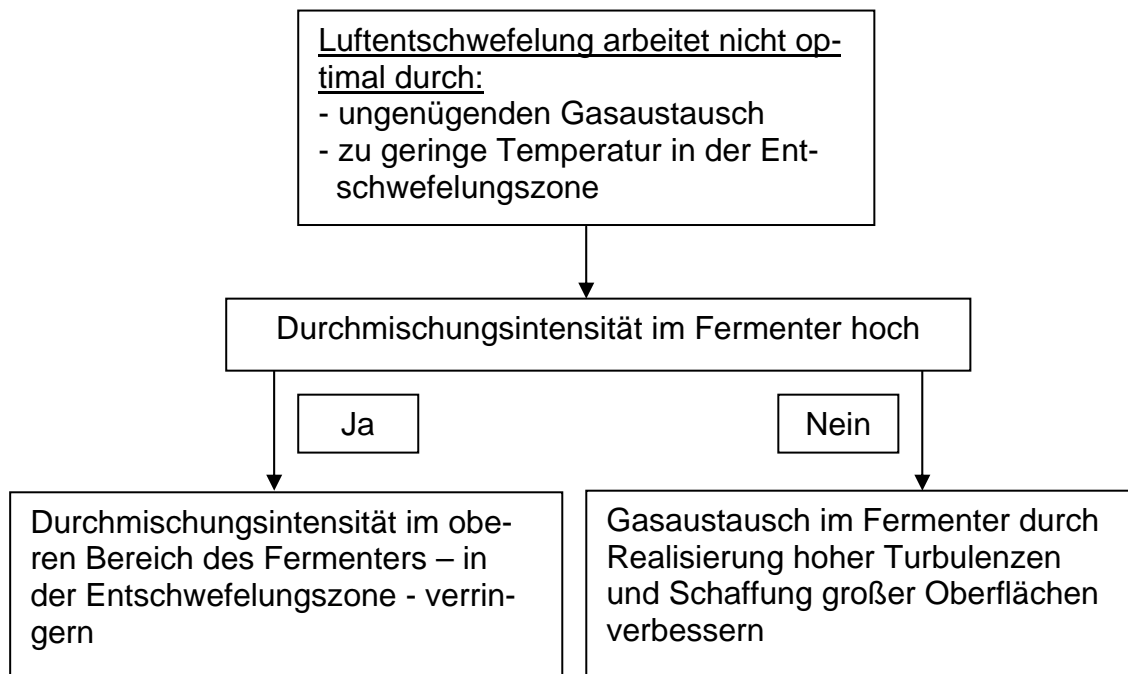 Luftentschwefelung arbeitet nicht op-
timal durch:
- ungenügenden Gasaustausch
- zu geringe Temperatur in der Ent-
schwefelungszone
Durchmischungsintensität im Fermenter hoch
Ja
Nein
Durchmischungsintensität im obe-
ren Bereich des Fermenters – in
der Entschwefelungszone - verrin-
gern
Gasaustausch im Fermenter durch
Realisierung hoher Turbulenzen
und Schaffung großer Oberflächen
verbessern